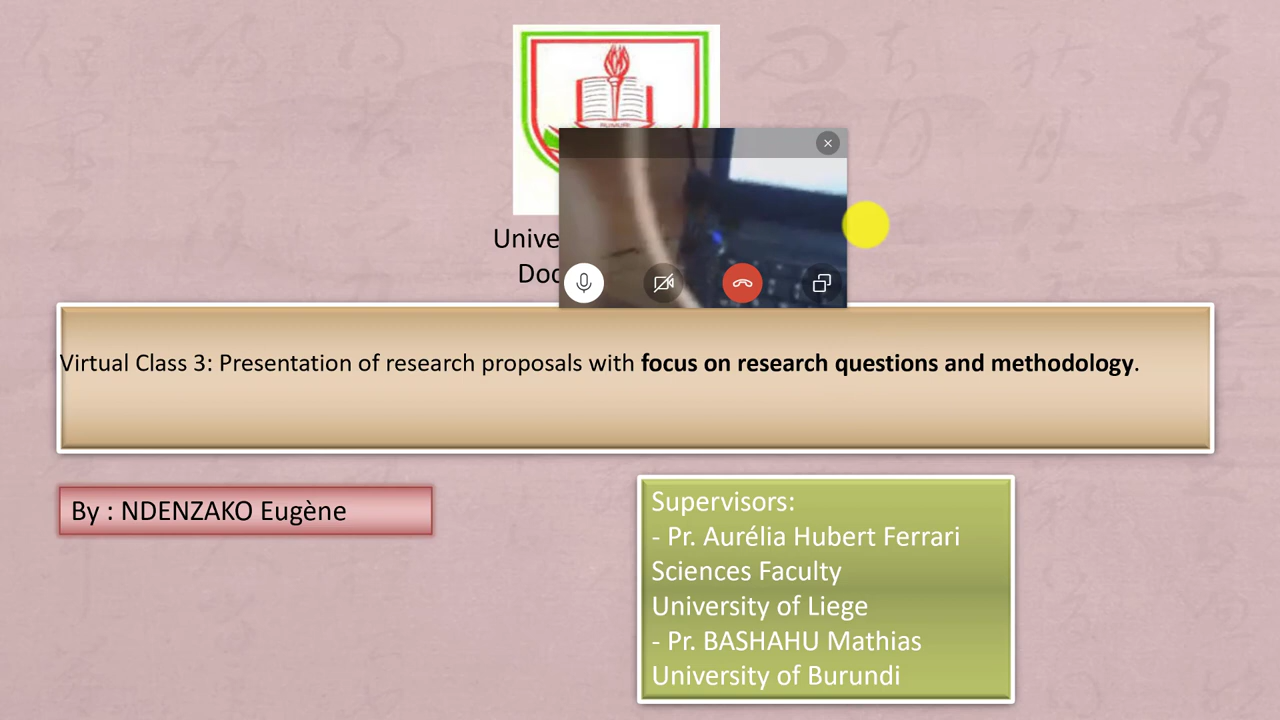 Unive
Doc
Virtual Class 3: Presentation of research proposals with focus on research questions and methodology.
By : NDENZAKO Eugène
Supervisors:
- Pr. Aurélia Hubert Ferrari
Sciences Faculty
University of Liege
- Pr. BASHAHU Mathias
University of Burundi